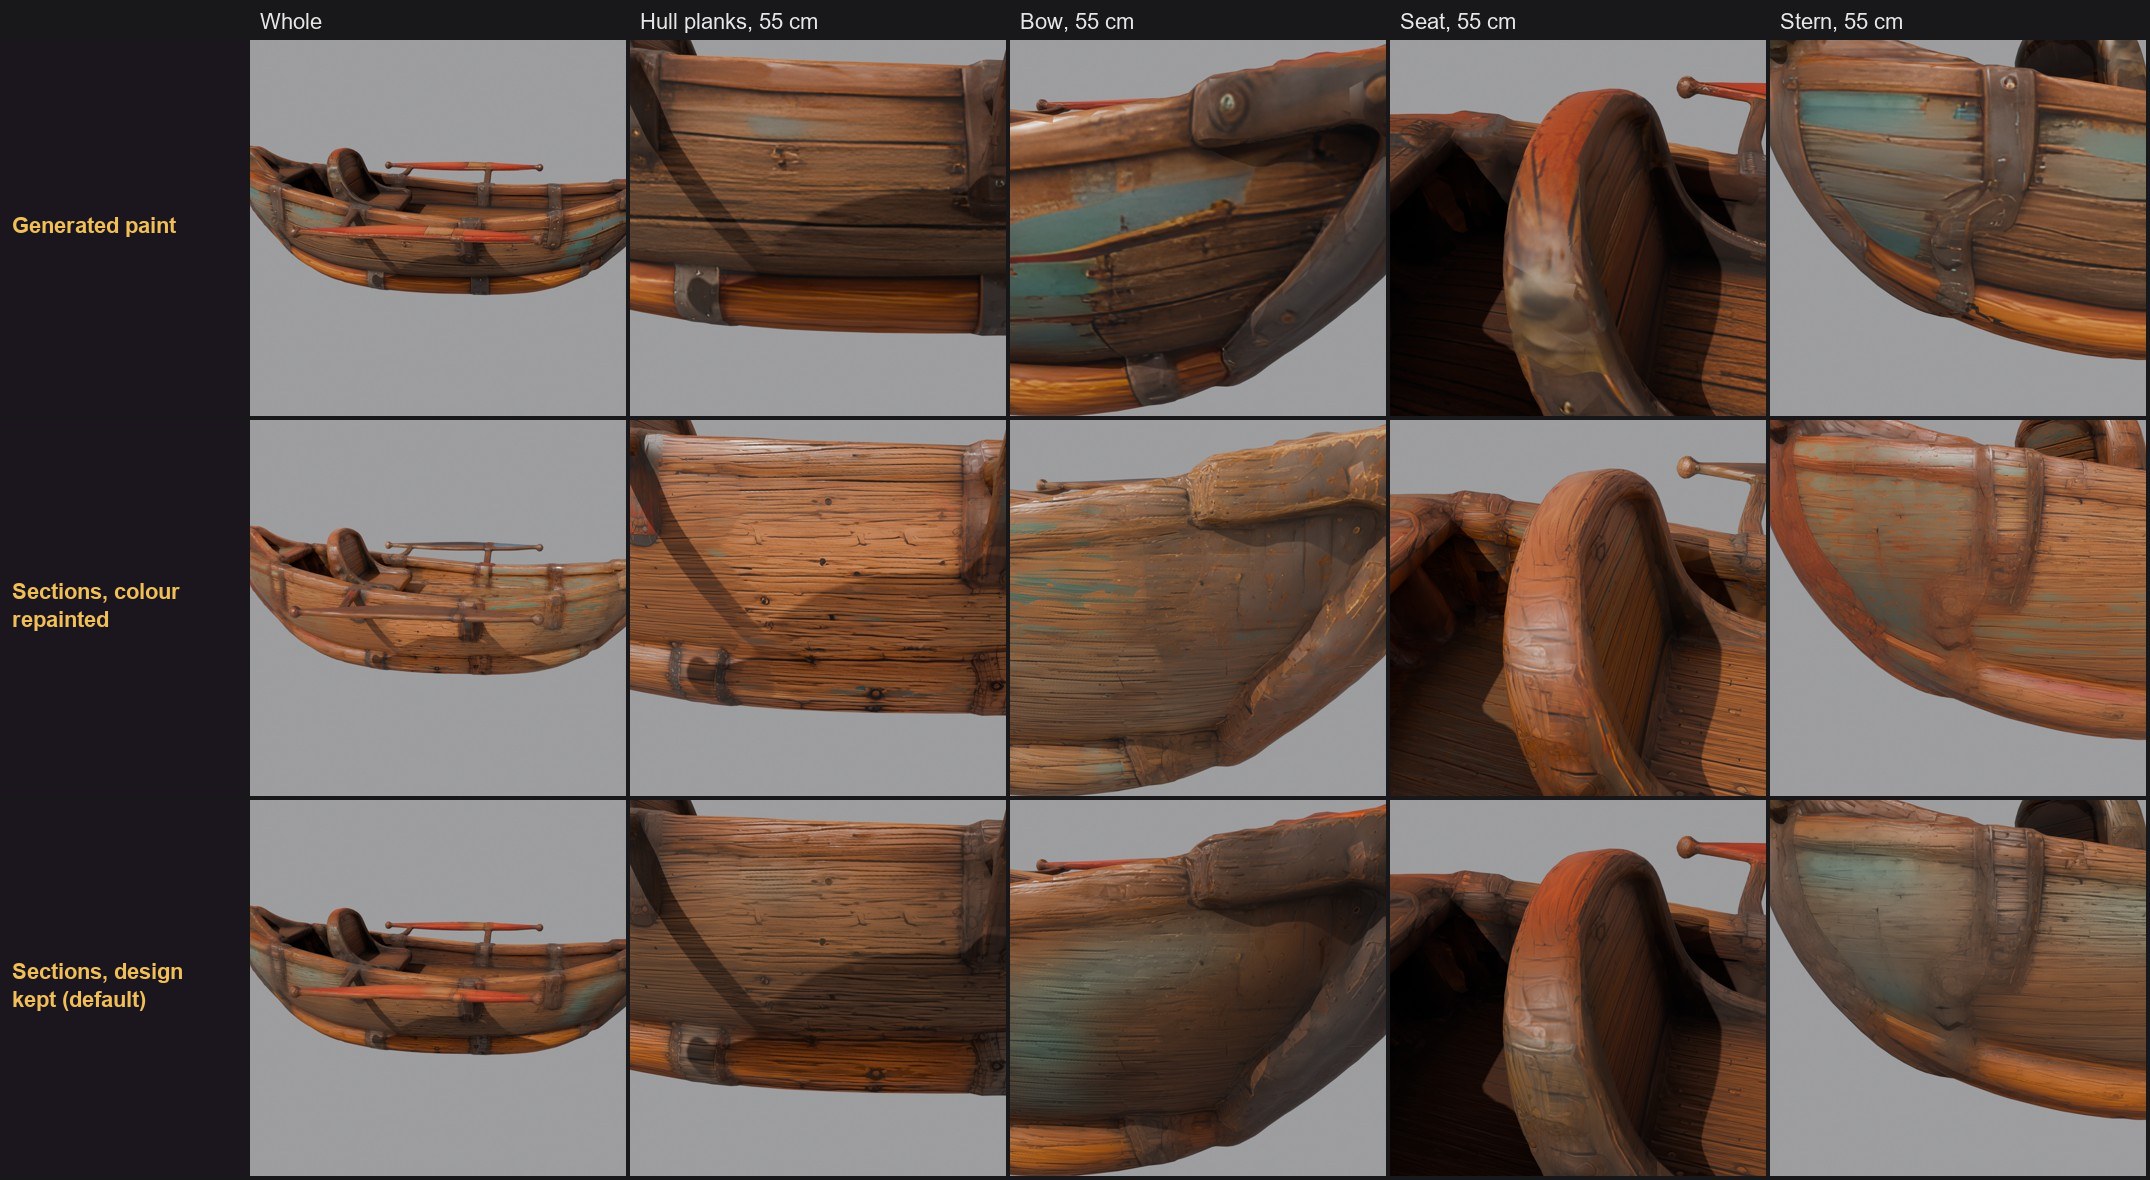 Whole
Hull planks, 55 cm
Bow, 55 cm
Seat, 55 cm
Stern, 55 cm
Generated paint
Sections, colour
repainted
Sections, design
kept (default)